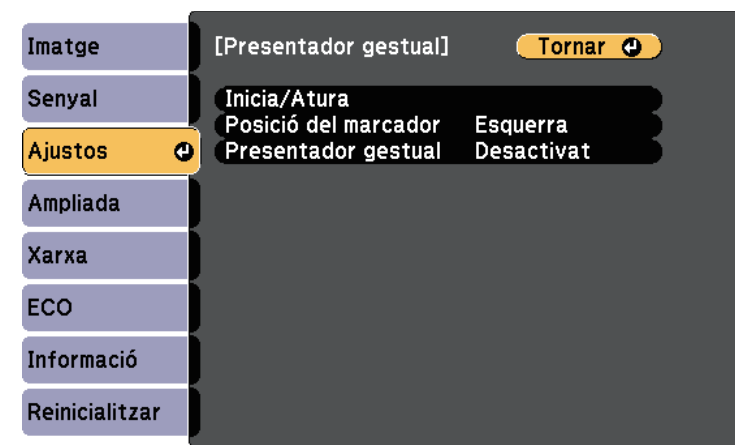 Imatge
Senyal
Ajustos
Ampliada
Xarxa
ECO
Informació
Reinicialitzar
[Presentador gestual] Tornar
Inicia/Atura
Posició del marcador Esquerra
Presentador gestual Desactivat